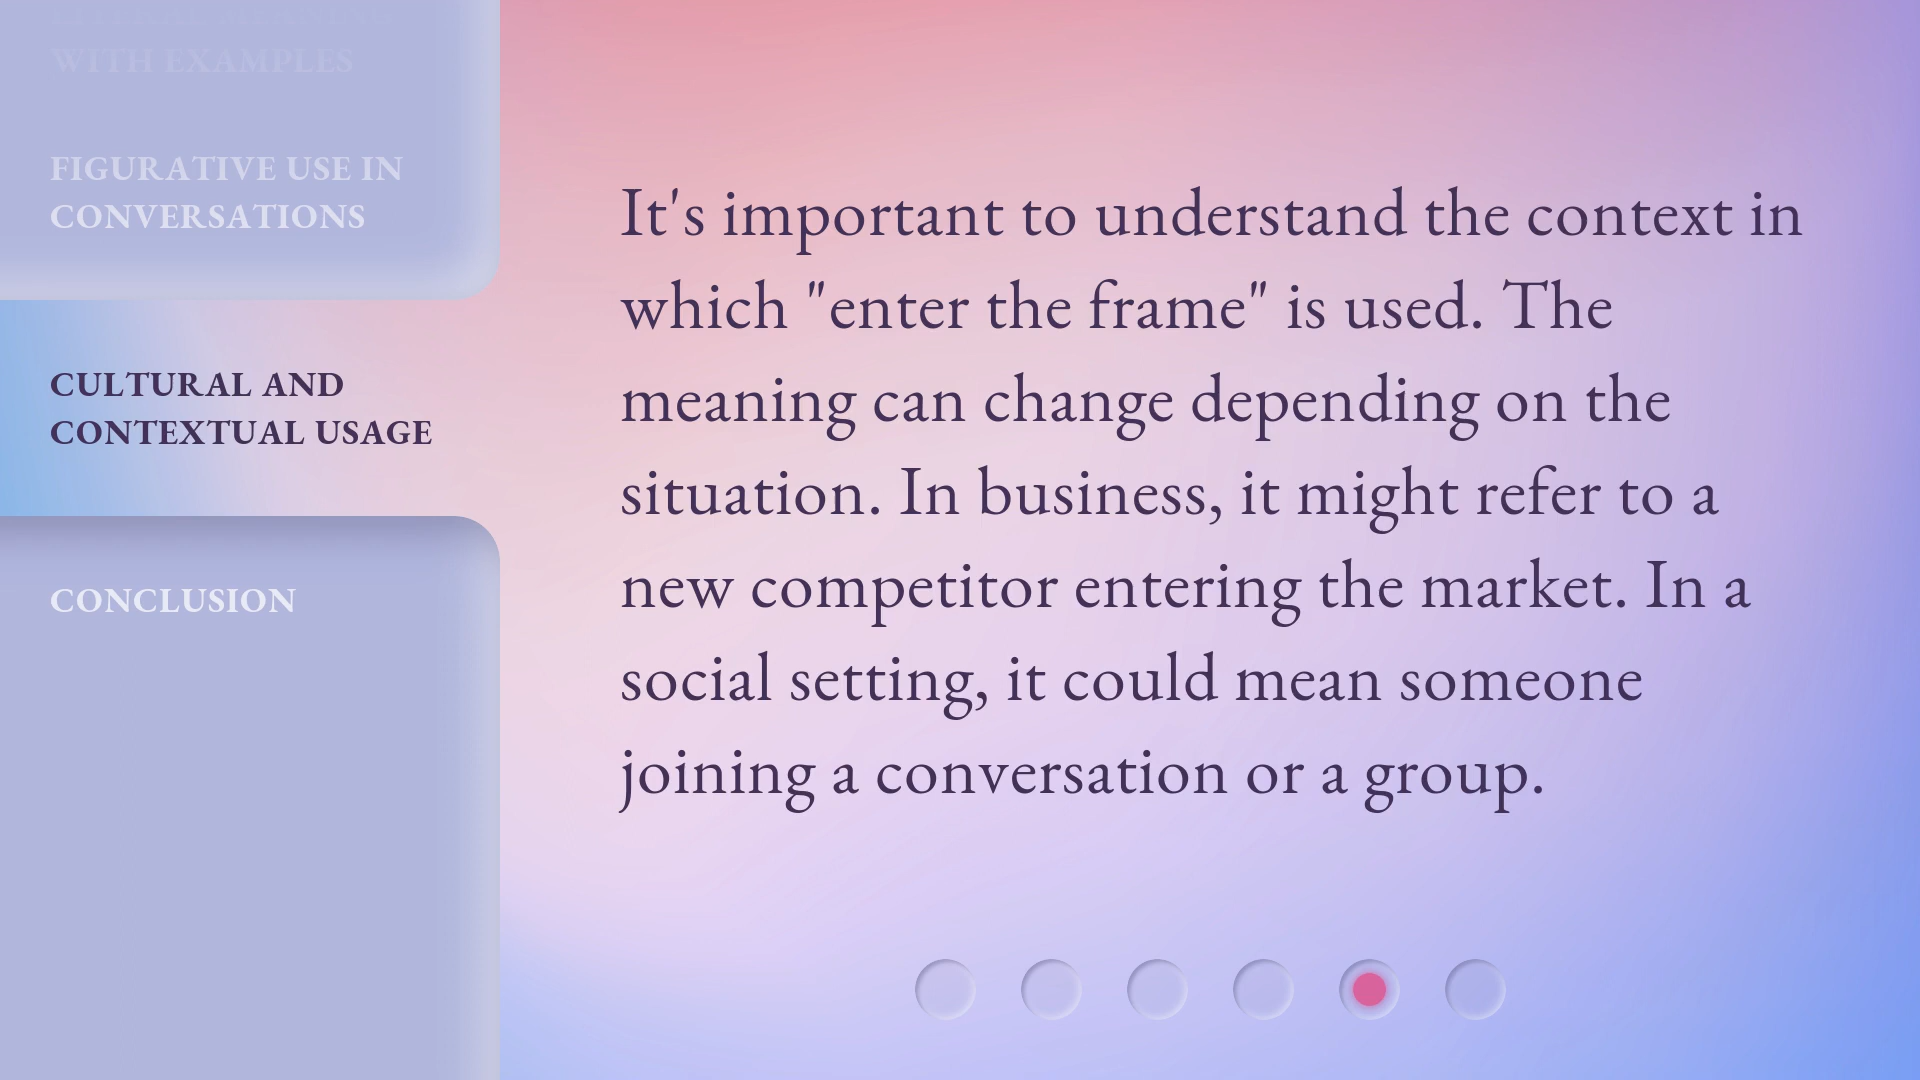 WITH EXAMPLES
FIGURATIVE USE IN
CONVERSATIONS
CULTURAL AND
CONTEXTUAL USAGE
CONCLUSION
It's important to understand the context in
which "enter the frame" is used. The
meaning can change depending on the
situation. In business, it might refer to a
new competitor entering the market. In a
social setting, it could mean someone
joining a conversation or a group.